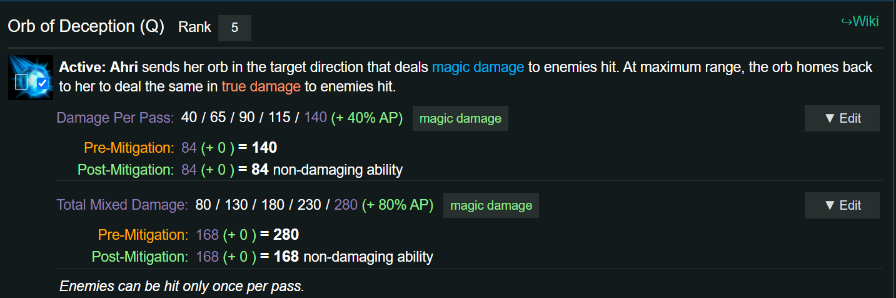 Orb of Deception (Q) Rank 5 ↪Wiki
Active: Ahri sends her orb in the target direction that deals magic damage to enemies hit. At maximum range, the orb homes back
to her to deal the same in true damage to enemies hit.
Damage Per Pass: 40 / 65 / 90 / 115 / 140 (+ 40% AP) magic damage ▼ Edit
Pre-Mitigation: 84 (+ 0 ) = 140
Post-Mitigation: 84 (+ 0 ) = 84 non-damaging ability
Total Mixed Damage: 80 / 130 / 180 / 230 / 280 (+ 80% AP) magic damage ▼ Edit
Pre-Mitigation: 168 (+ 0 ) = 280
Post-Mitigation: 168 (+ 0 ) = 168 non-damaging ability
Enemies can be hit only once per pass.